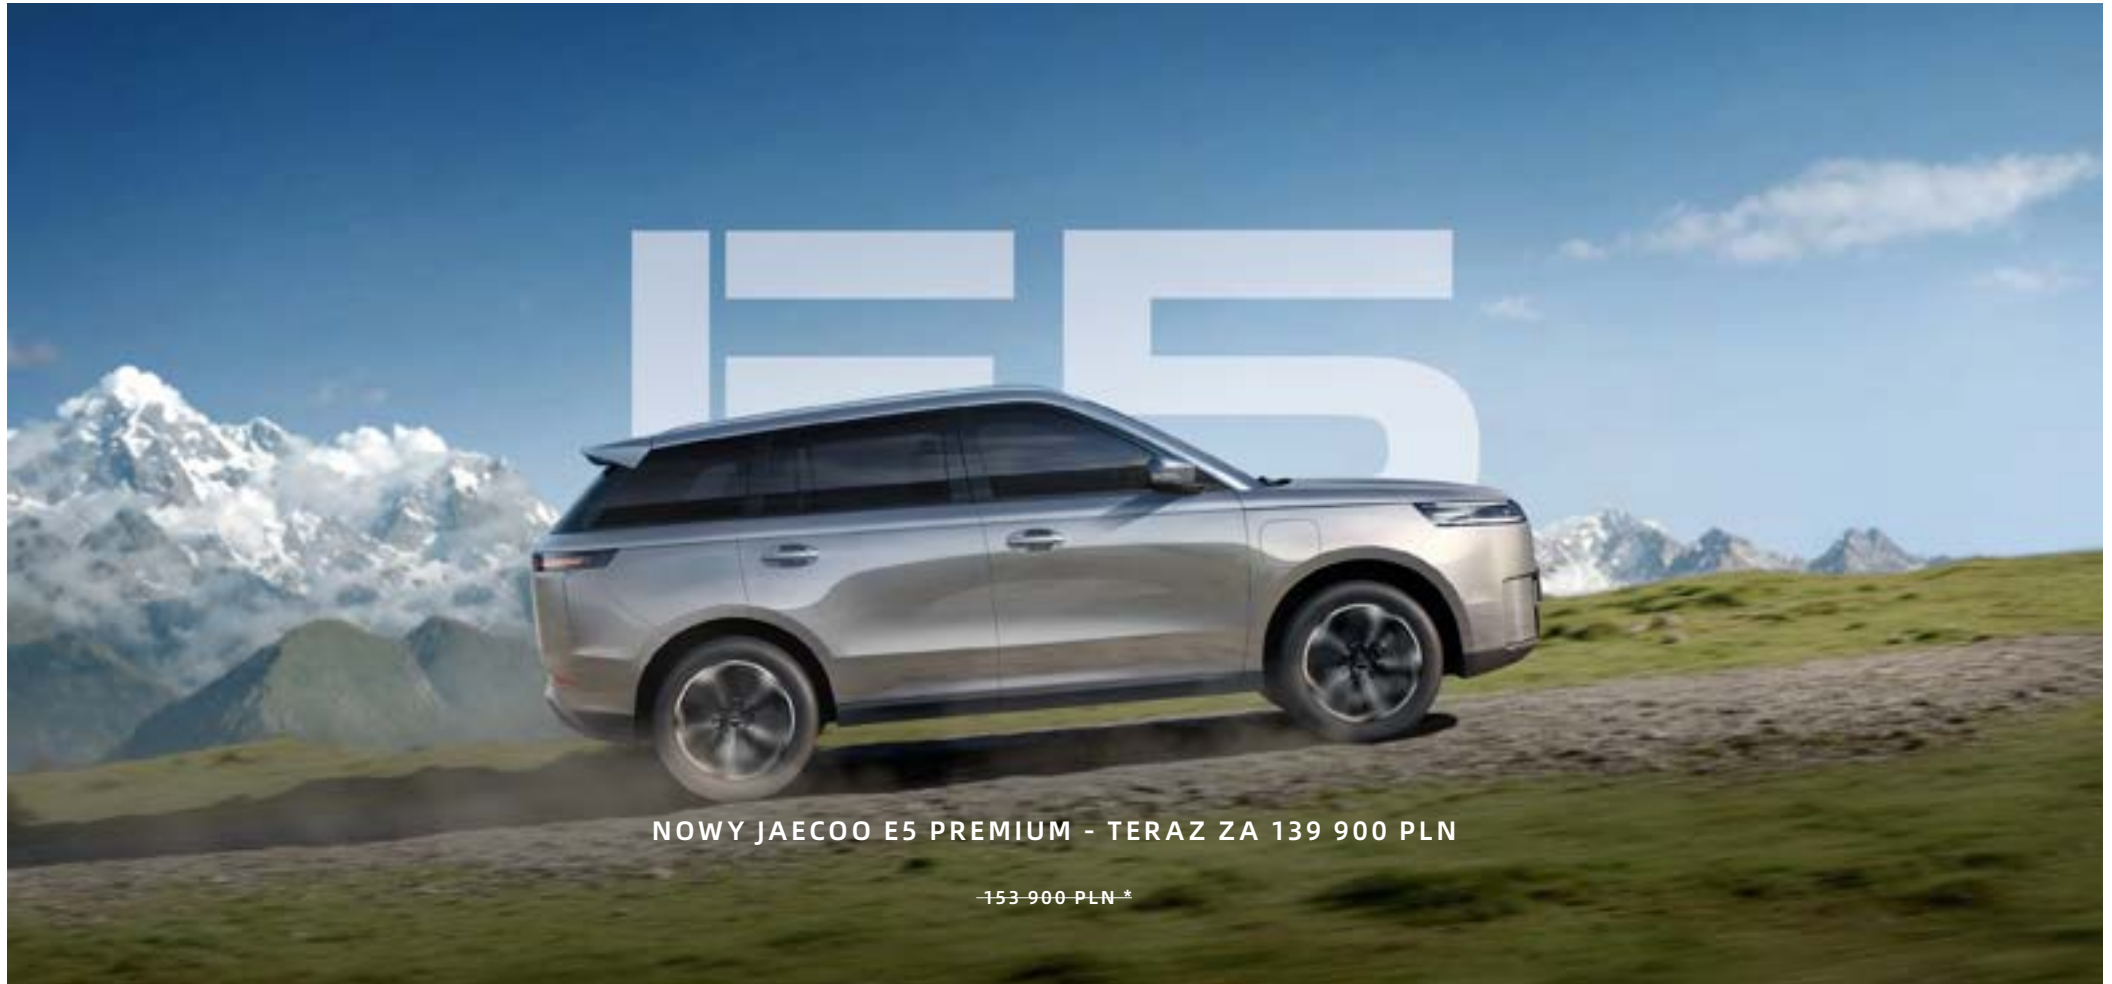 E5
NOWY JAECOO E5 PREMIUM - TERAZ ZA 139 900 PLN
153 900 PLN *